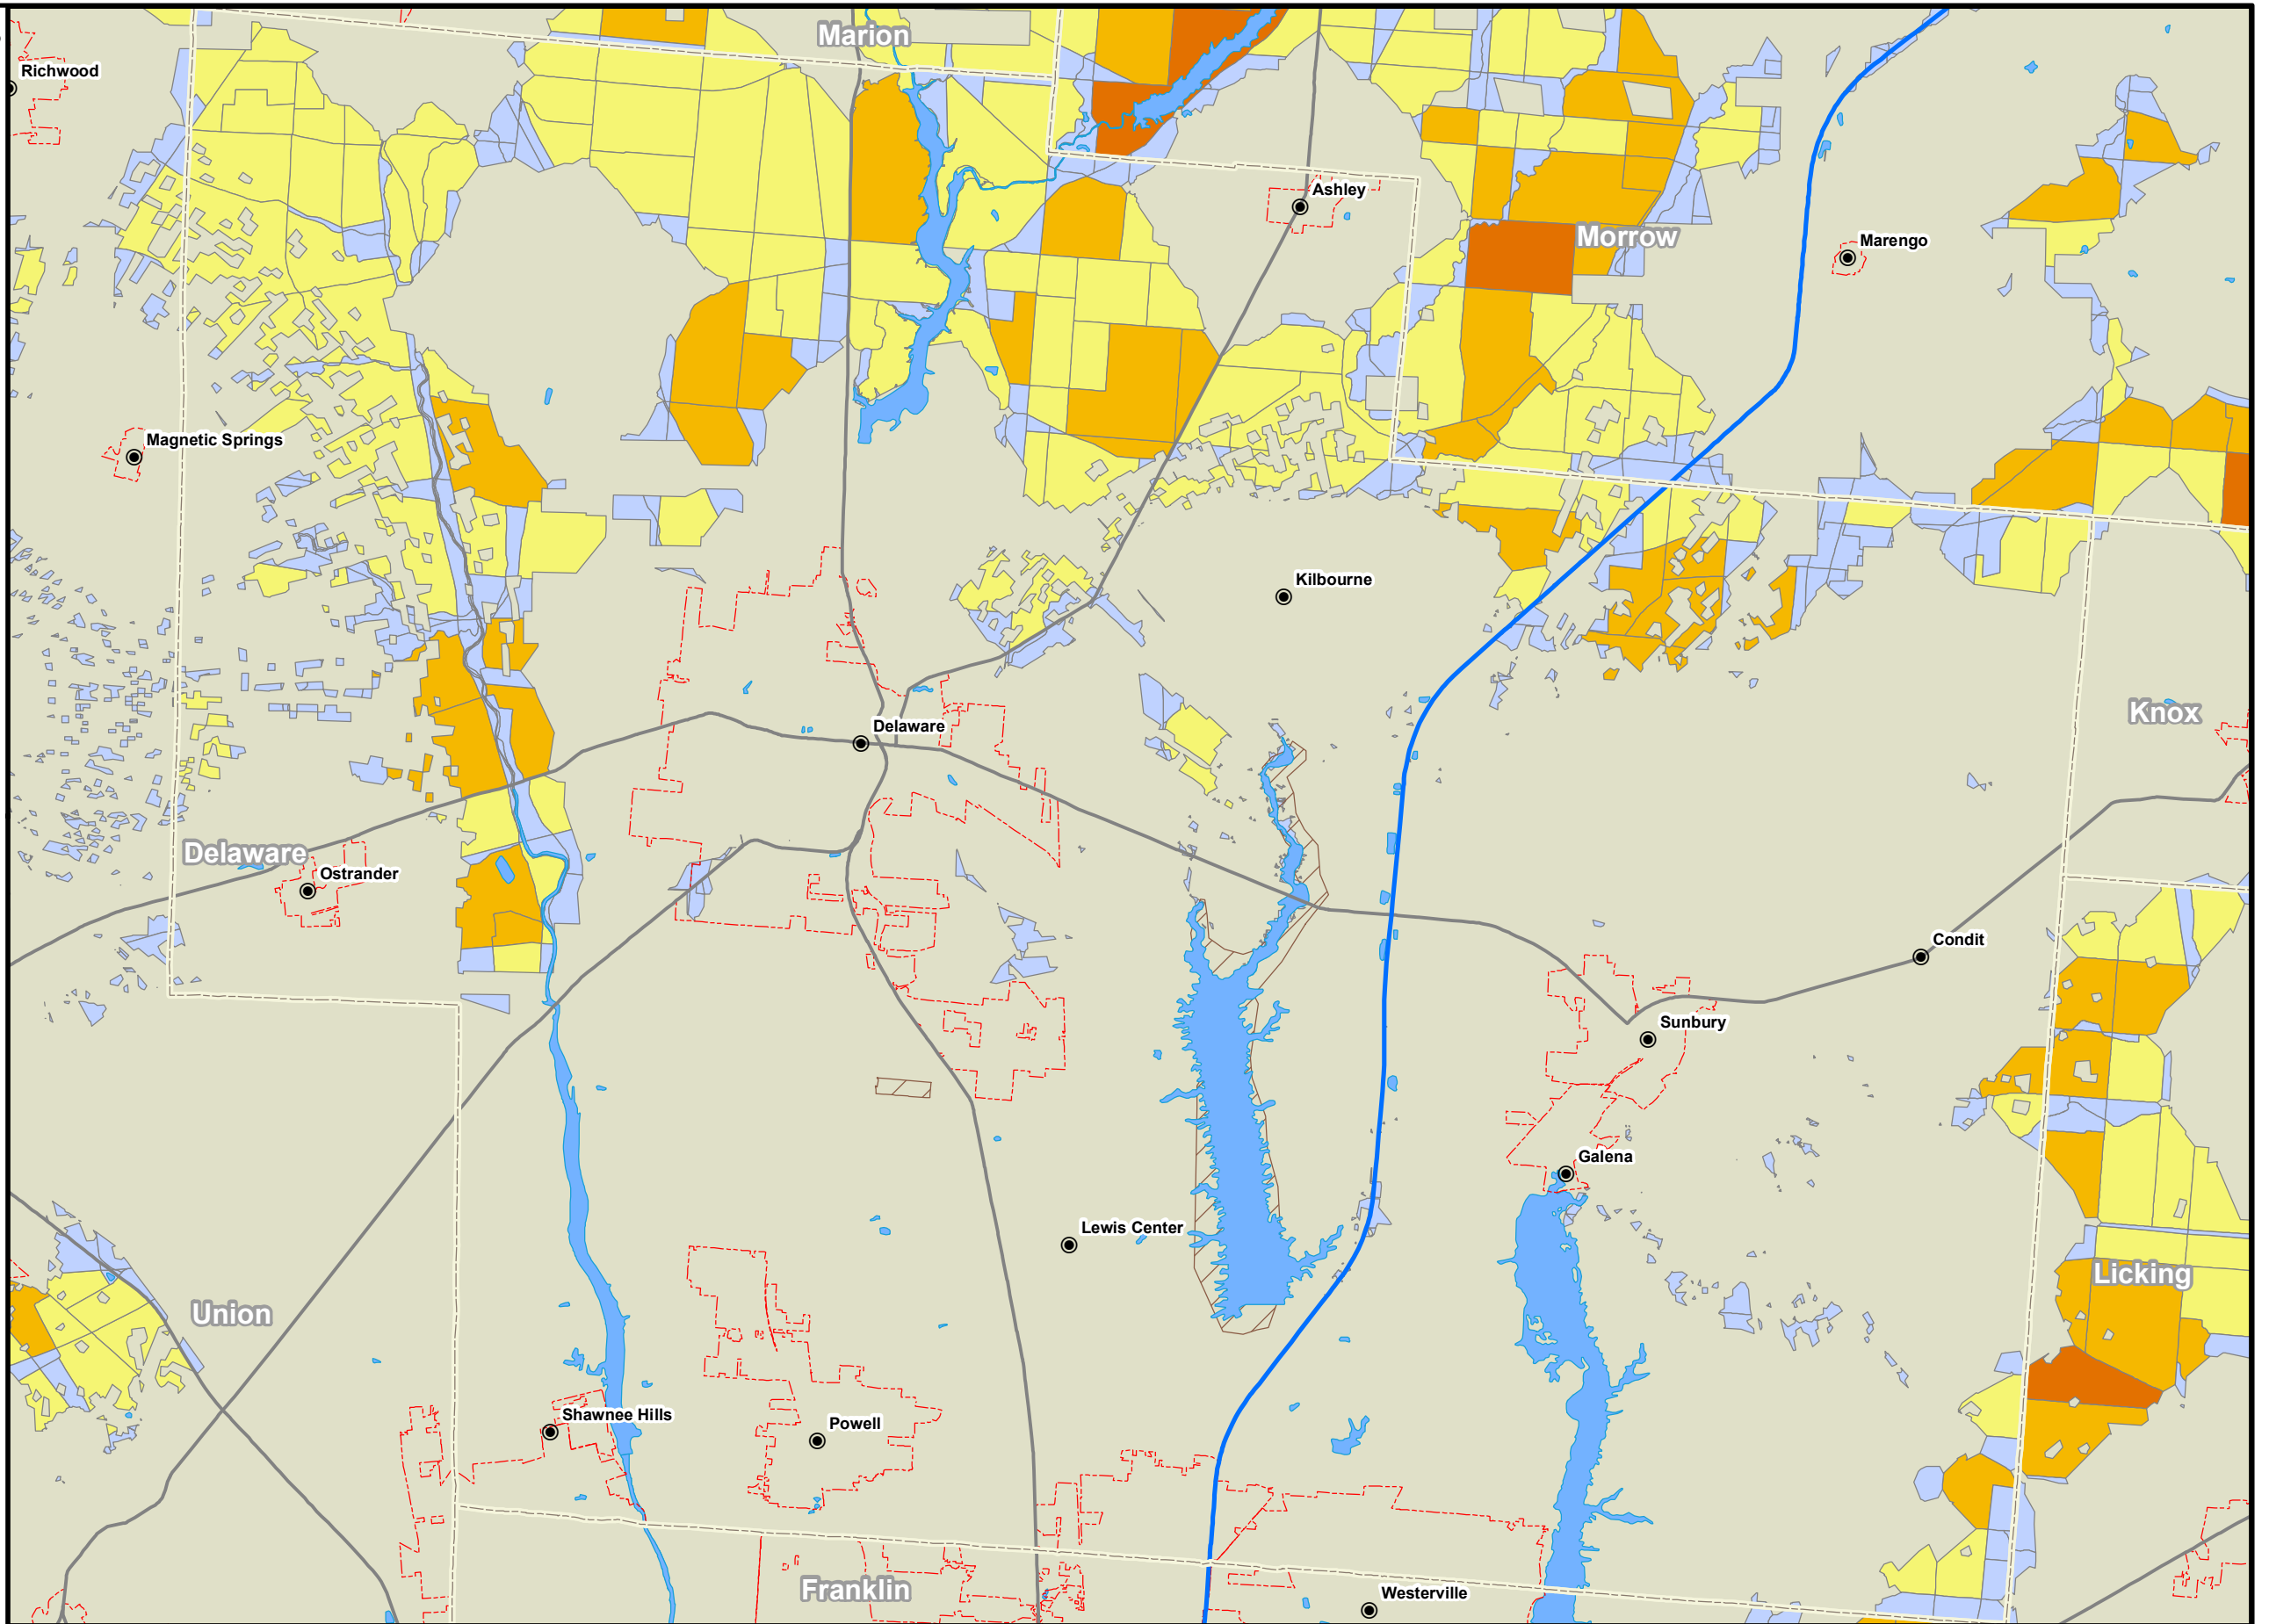 Marion
Richwood
Ashley
Morrow
Marengo
Magnetic Springs
Kilbourne
Knox
Delaware
Delaware
Ostrander
Condit
Sunbury
Galena
Lewis Center
Licking
Union
Shawnee Hills
Powell
Franklin
Westerville